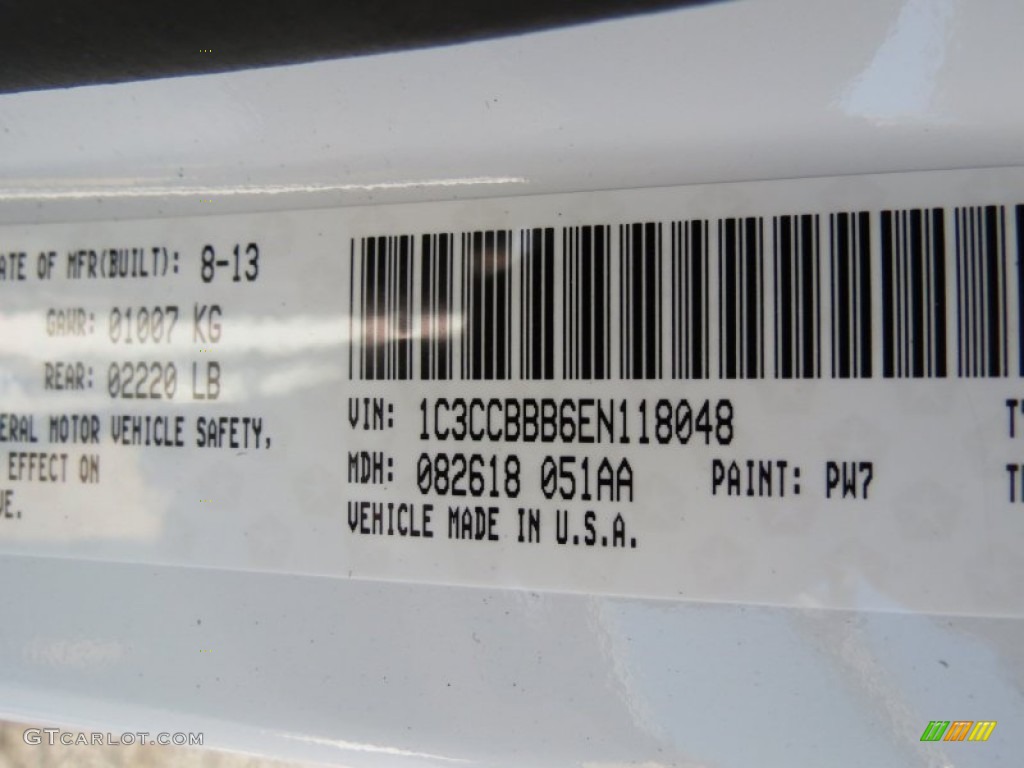 ATE OF MFR(BUILT): 8-13
GAWR: 01007 KG
REAR: 02220 LB
ERAL MOTOR VEHICLE SAFETY,
EFFECT ON
VE.
VIN: 1C3CCBBB6EN118048
MDH: 082618 051AA PAINT: PW7
VEHICLE MADE IN U.S.A.
GTCARLOT.COM